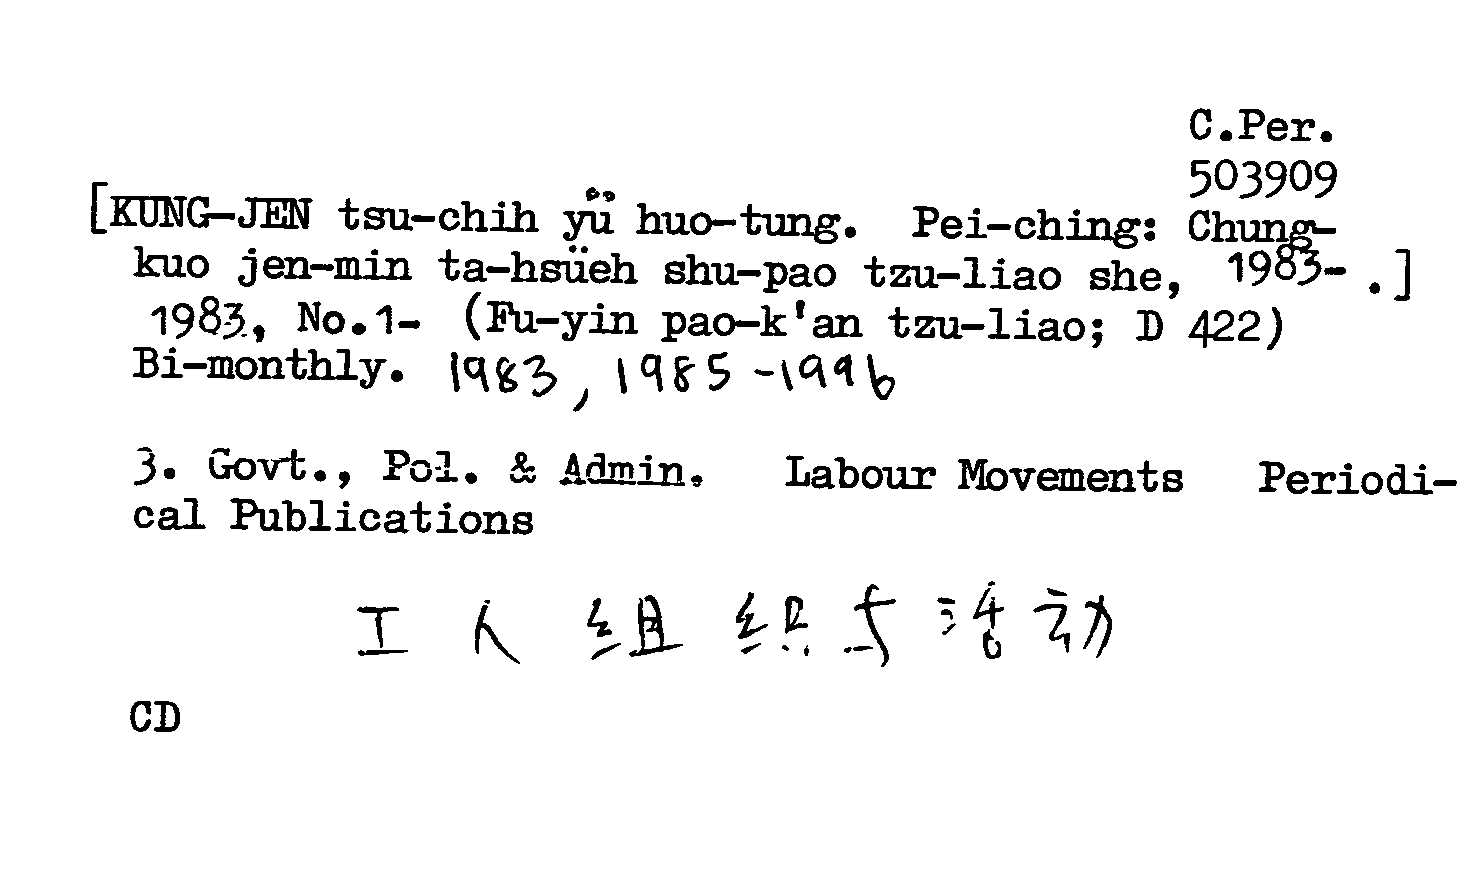 C.Per.
503909
[KUNG-JEN tsu-chih yü huo-tung. Pei-ching: Chung-
kuo jen-min ta-hsüeh shu-pao tzu-liao she, 1983- .]
1983, No.1- (Fu-yin pao-k'an tzu-liao; D 422)
Bi-monthly. 1983, 1985-1996
3. Govt., Pol. & Admin. Labour Movements Periodi-
cal Publications
工人组织与活动
CD